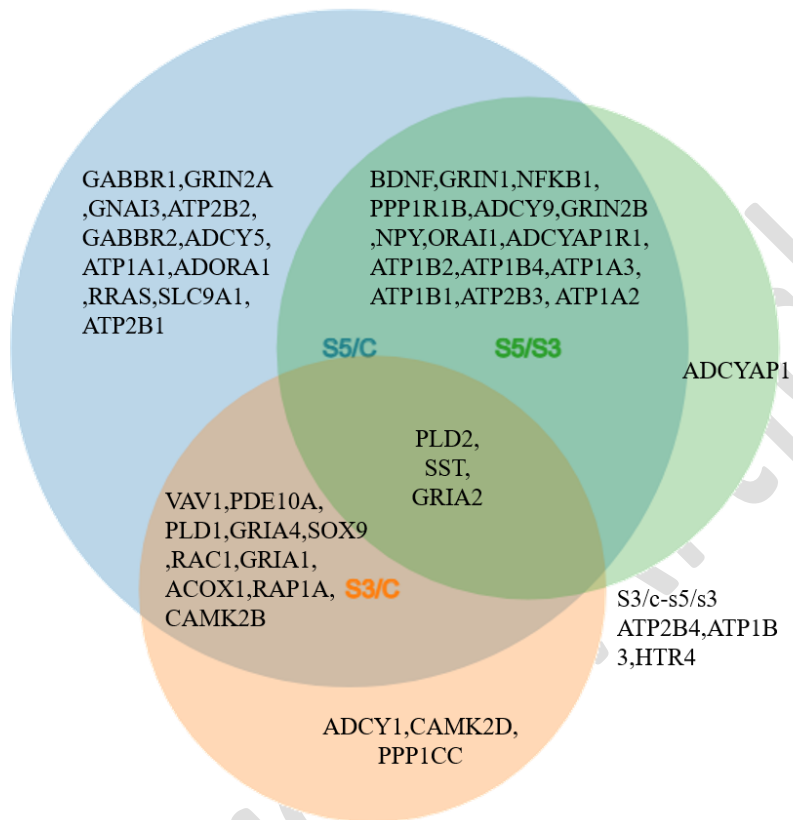 GABBR1,GRIN2A
,GNAI3,ATP2B2,
GABBR2,ADCY5,
ATP1A1,ADORA1
,RRAS,SLC9A1,
ATP2B1
BDNF,GRIN1,NFKB1,
PPP1R1B,ADCY9,GRIN2B
,NPY,ORAI1,ADCYAP1R1,
ATP1B2,ATP1B4,ATP1A3,
ATP1B1,ATP2B3, ATP1A2
S5/C
S5/S3
ADCYAP1
PLD2,
SST,
GRIA2
VAV1,PDE10A,
PLD1,GRIA4,SOX9
,RAC1,GRIA1,
ACOX1,RAP1A,
CAMK2B
S3/C
S3/c-s5/s3
ATP2B4,ATP1B
3,HTR4
ADCY1,CAMK2D,
PPP1CC